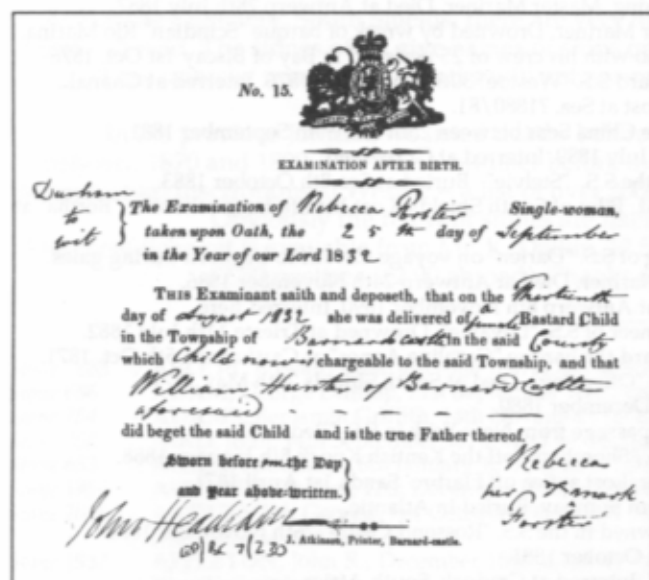 No. 15.
EXAMINATION AFTER BIRTH.
Durham
to
wit
The Examination of Rebecca Forster Single-woman,
taken upon Oath, the 25th day of September
in the Year of our Lord 1832
THIS Examinant saith and deposeth, that on the Thirteenth
day of August 1832 she was delivered of a female Bastard Child
in the Township of Barnardcastle in the said County
which Child now is chargeable to the said Township, and that
William Hunter of Barnard Castle
aforesaid
did beget the said Child and is the true Father thereof.
Sworn before me the Day
and year above written.
Rebecca
her X mark
Forster
John Headlam
J. Atkinson, Printer, Barnard-castle.